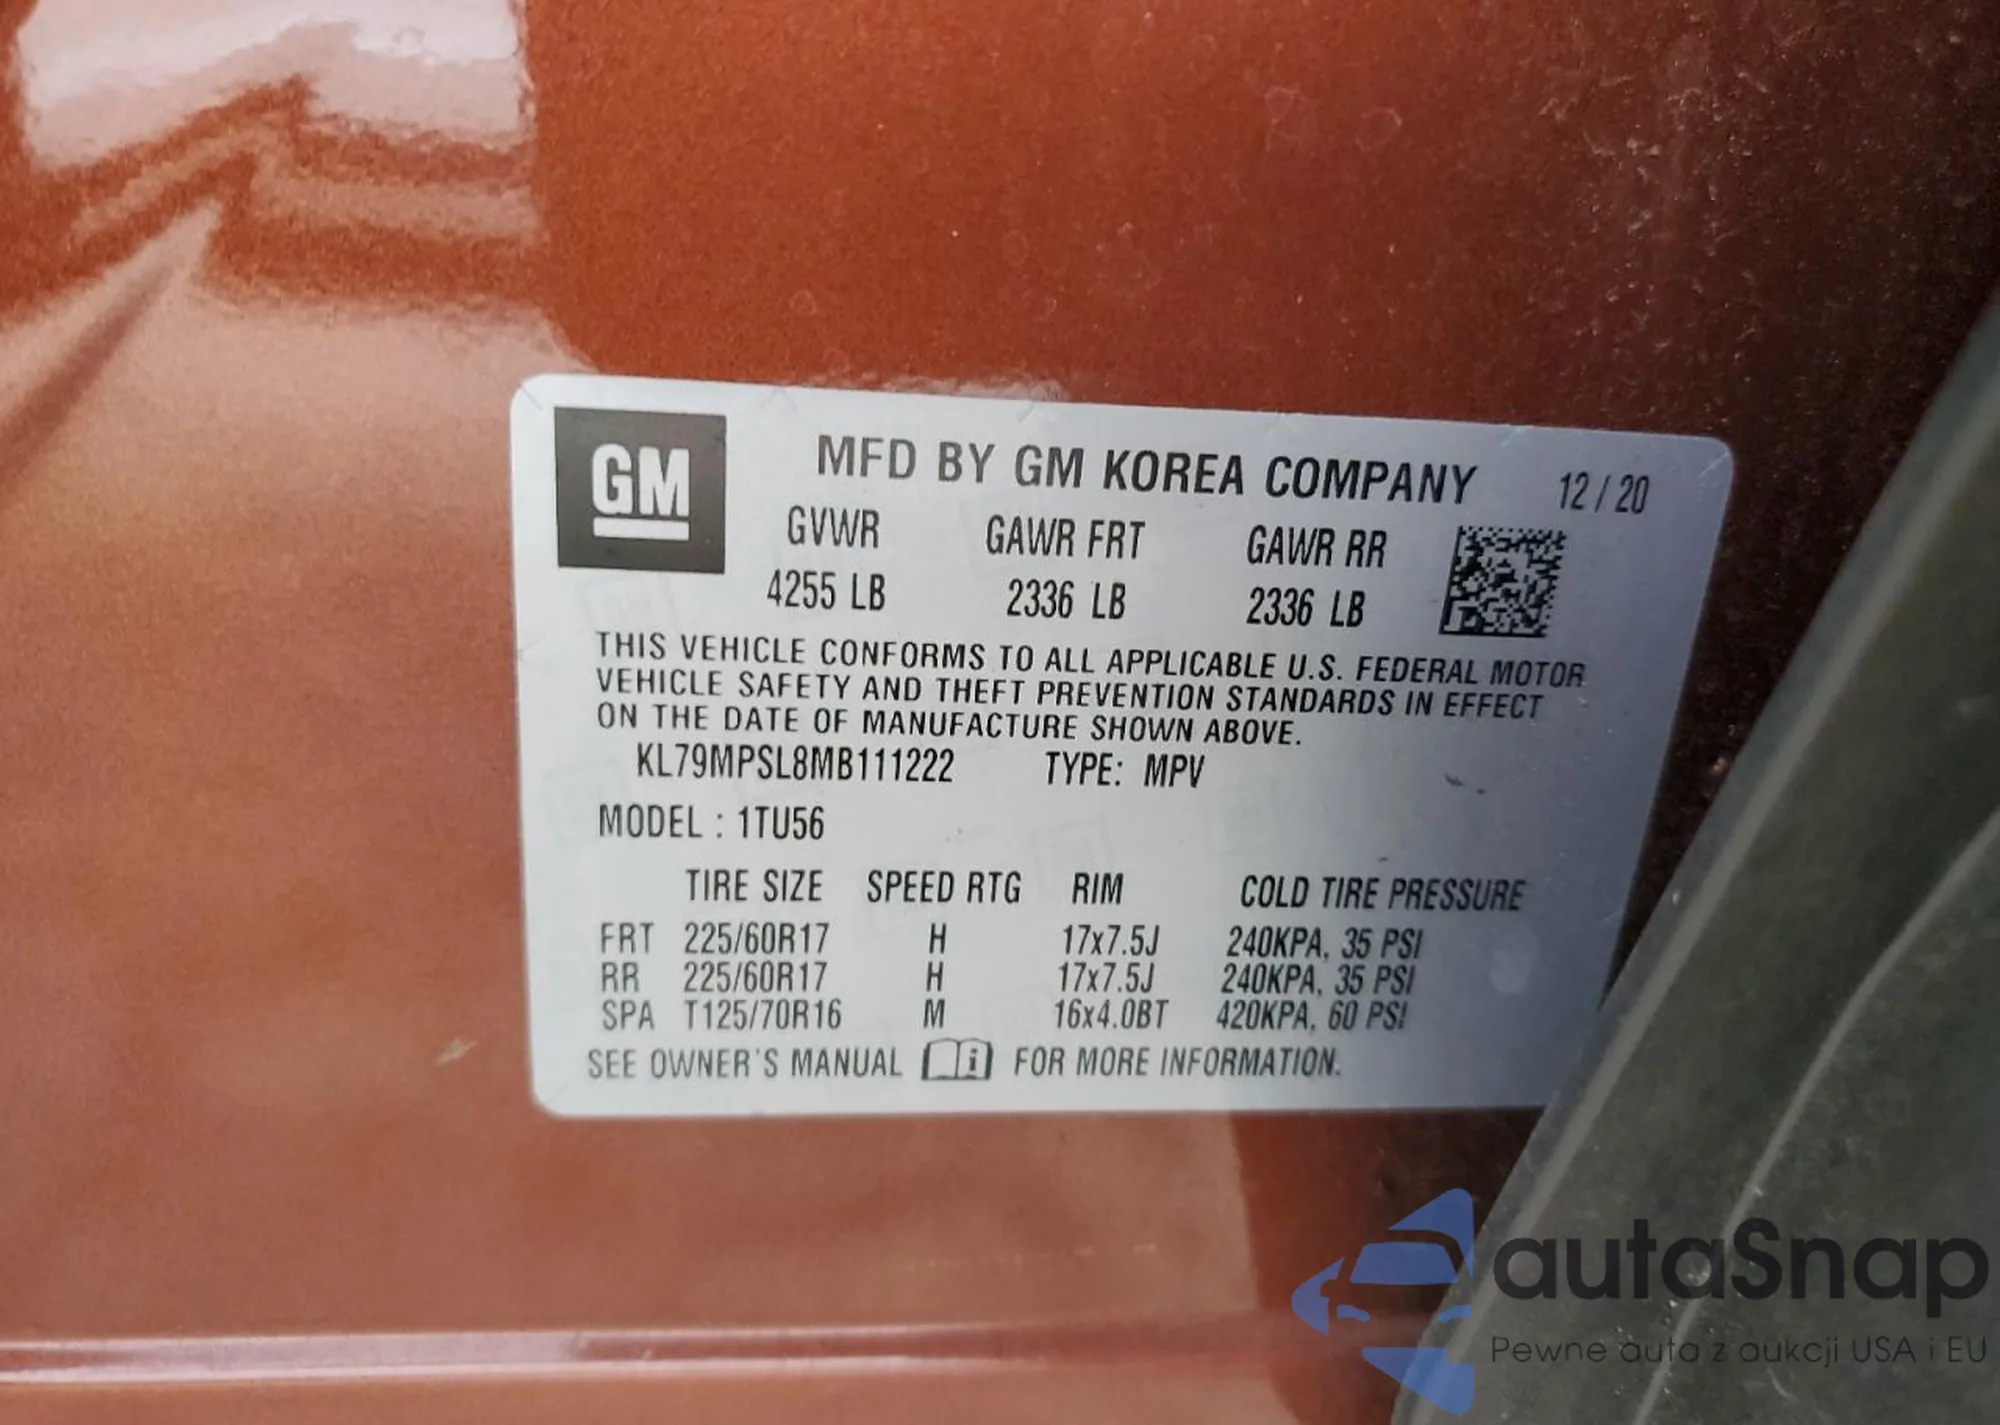 GM
MFD BY GM KOREA COMPANY 12 / 20
GVWR GAWR FRT GAWR RR
4255 LB 2336 LB 2336 LB
THIS VEHICLE CONFORMS TO ALL APPLICABLE U.S. FEDERAL MOTOR
VEHICLE SAFETY AND THEFT PREVENTION STANDARDS IN EFFECT
ON THE DATE OF MANUFACTURE SHOWN ABOVE.
KL79MPSL8MB111222 TYPE: MPV
MODEL : 1TU56
TIRE SIZE SPEED RTG RIM COLD TIRE PRESSURE
FRT 225/60R17 H 17x7.5J 240KPA, 35 PSI
RR 225/60R17 H 17x7.5J 240KPA, 35 PSI
SPA T125/70R16 M 16x4.0BT 420KPA, 60 PSI
SEE OWNER'S MANUAL i FOR MORE INFORMATION.
autaSnap
Pewne auta z aukcji USA i EU